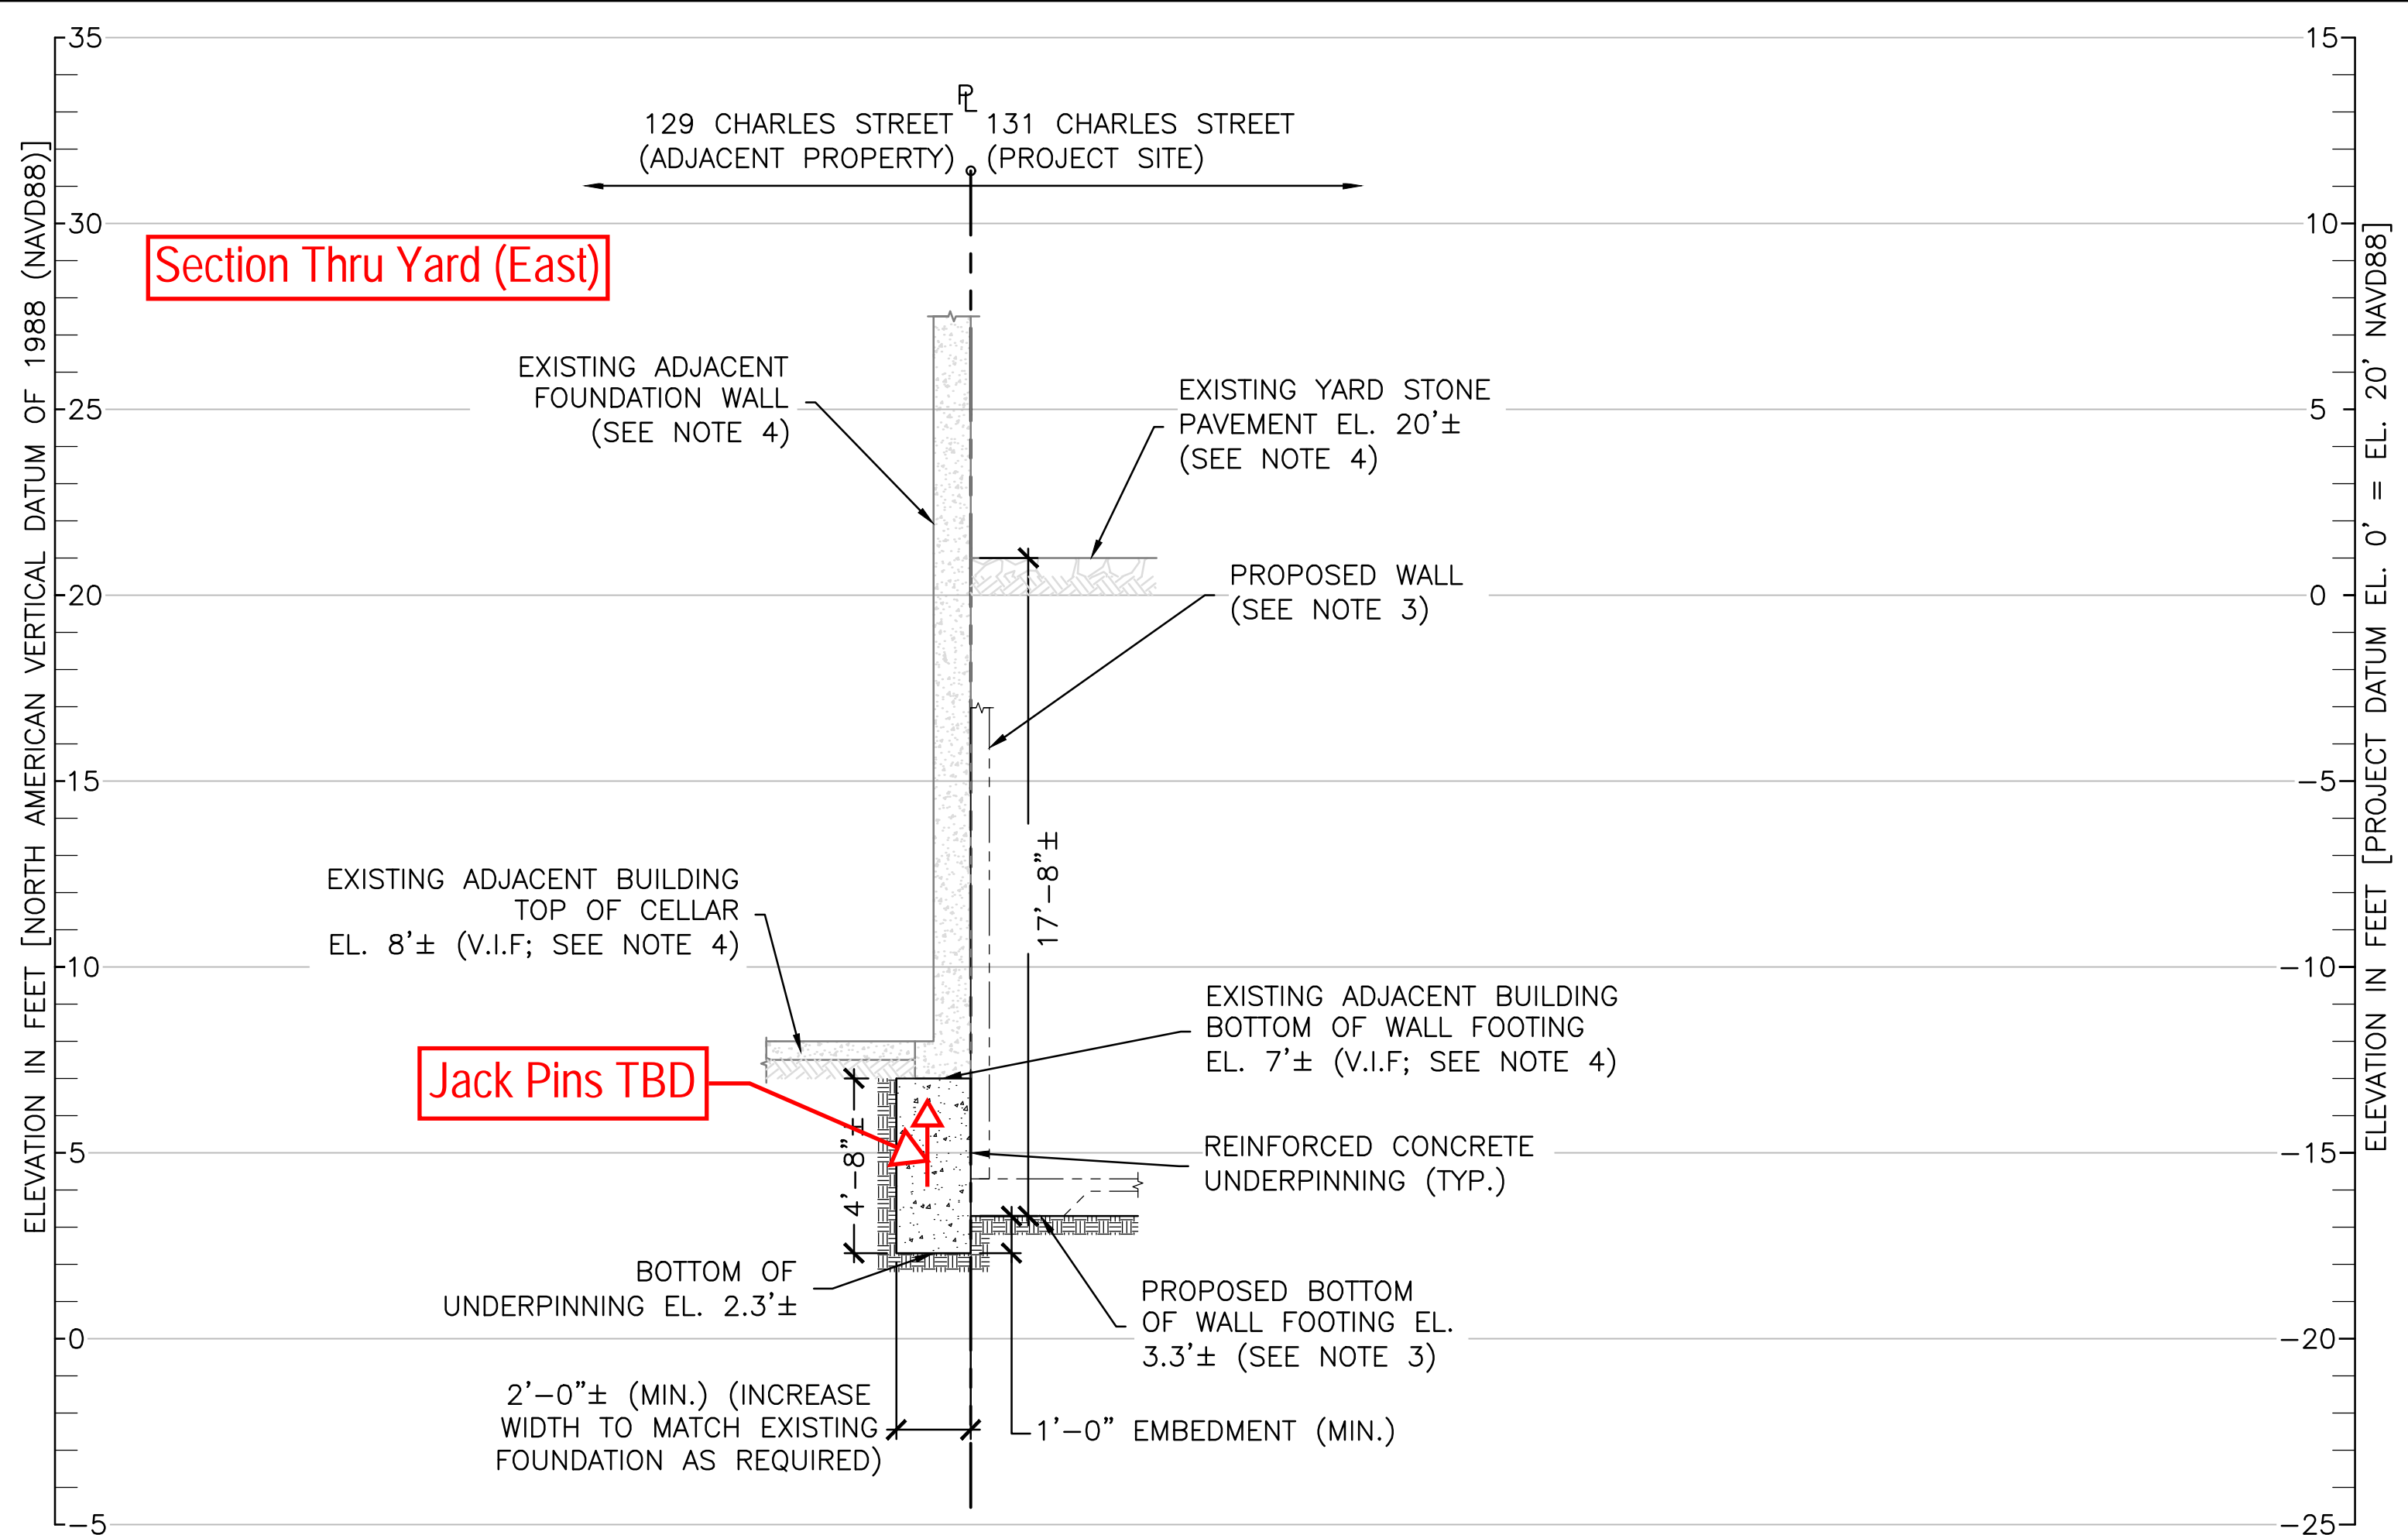 35
30
25
20
15
10
5
0
-5
ELEVATION IN FEET [NORTH AMERICAN VERTICAL DATUM OF 1988 (NAVD88)]
Section Thru Yard (East)
PL
129 CHARLES STREET
(ADJACENT PROPERTY)
131 CHARLES STREET
(PROJECT SITE)
EXISTING ADJACENT
FOUNDATION WALL
(SEE NOTE 4)
EXISTING YARD STONE
PAVEMENT EL. 20'±
(SEE NOTE 4)
PROPOSED WALL
(SEE NOTE 3)
17'-8"±
EXISTING ADJACENT BUILDING
TOP OF CELLAR
EL. 8'± (V.I.F; SEE NOTE 4)
EXISTING ADJACENT BUILDING
BOTTOM OF WALL FOOTING
EL. 7'± (V.I.F; SEE NOTE 4)
Jack Pins TBD
4'-8"±
REINFORCED CONCRETE
UNDERPINNING (TYP.)
BOTTOM OF
UNDERPINNING EL. 2.3'±
PROPOSED BOTTOM
OF WALL FOOTING EL.
3.3'± (SEE NOTE 3)
2'-0"± (MIN.) (INCREASE
WIDTH TO MATCH EXISTING
FOUNDATION AS REQUIRED)
1'-0" EMBEDMENT (MIN.)
15
10
5
0
-5
-10
-15
-20
-25
ELEVATION IN FEET [PROJECT DATUM EL. 0' = EL. 20' NAVD88]